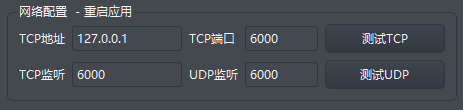 网络配置 - 重启应用
TCP地址 127.0.0.1 TCP端口 6000 测试TCP
TCP监听 6000 UDP监听 6000 测试UDP